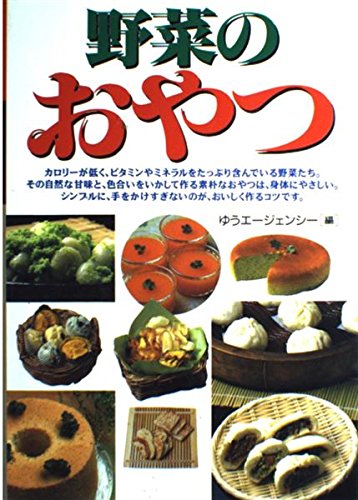 野菜の
おやつ
カロリーが低く、ビタミンやミネラルをたっぷり含んでいる野菜たち。
その自然な甘味と、色合いをいかして作る素朴なおやつは、身体にやさしい。
シンプルに、手をかけすぎないのが、おいしく作るコツです。
ゆうエージェンシー[編]